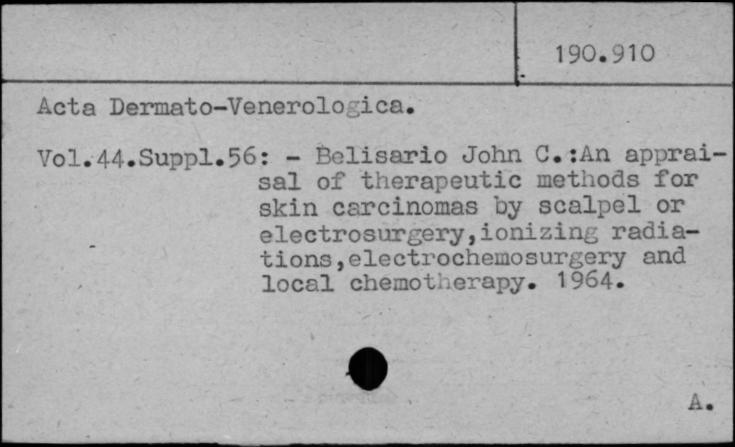 190.910
Acta Dermato-Venerologica.
Vol.44.Suppl.56: - Belisario John C.:An apprai-
sal of therapeutic methods for
skin carcinomas by scalpel or
electrosurgery,ionizing radia-
tions,electrochemosurgery and
local chemotherapy. 1964.
A.